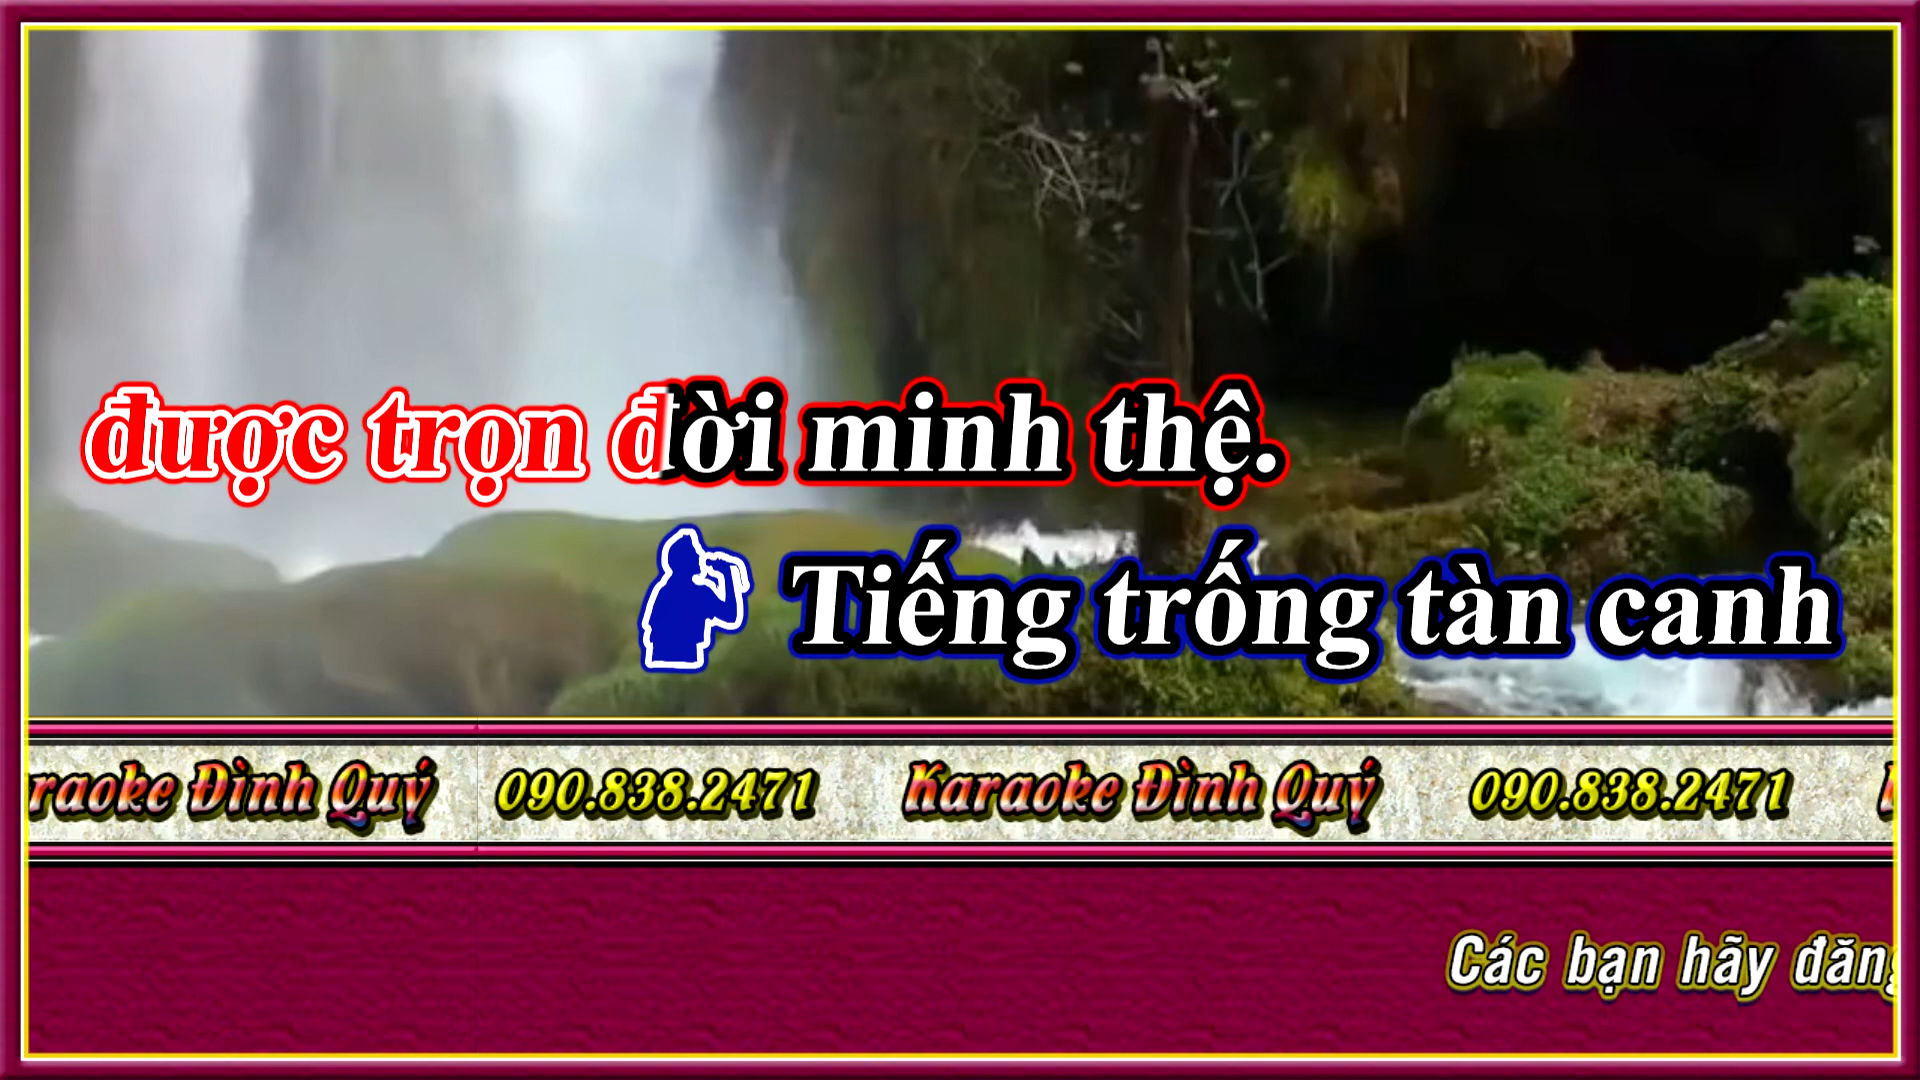 được trọn đời minh thệ.
Tiếng trống tàn canh
raoke Đình Quý 090.838.2471 Karaoke Đình Quý 090.838.2471
Các bạn hãy đăng